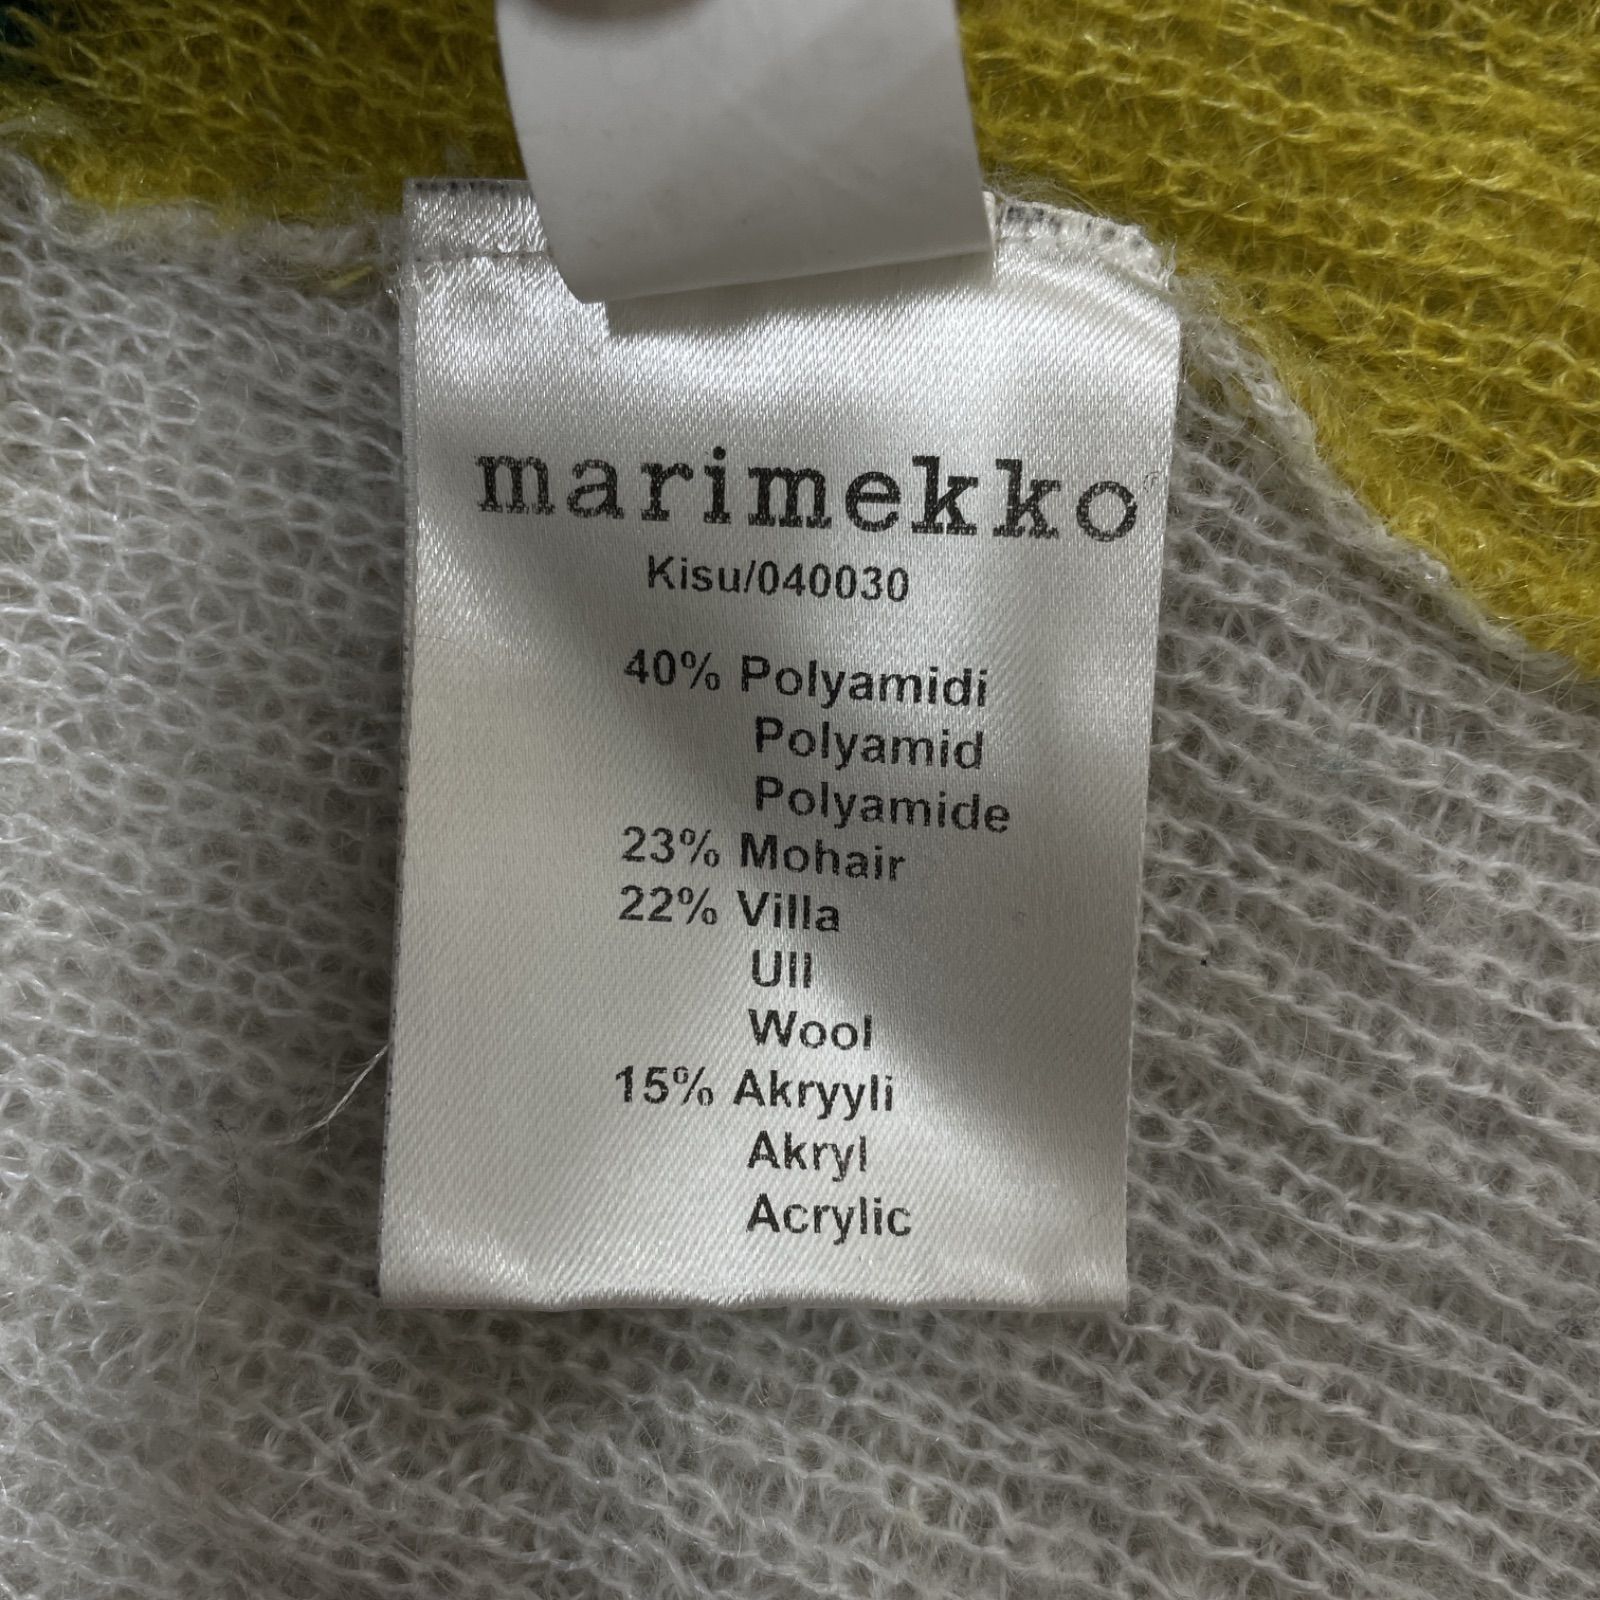 marimekko®
Kisu/040030
40% Polyamidi
Polyamid
Polyamide
23% Mohair
22% Villa
Ull
Wool
15% Akryyli
Akryl
Acrylic